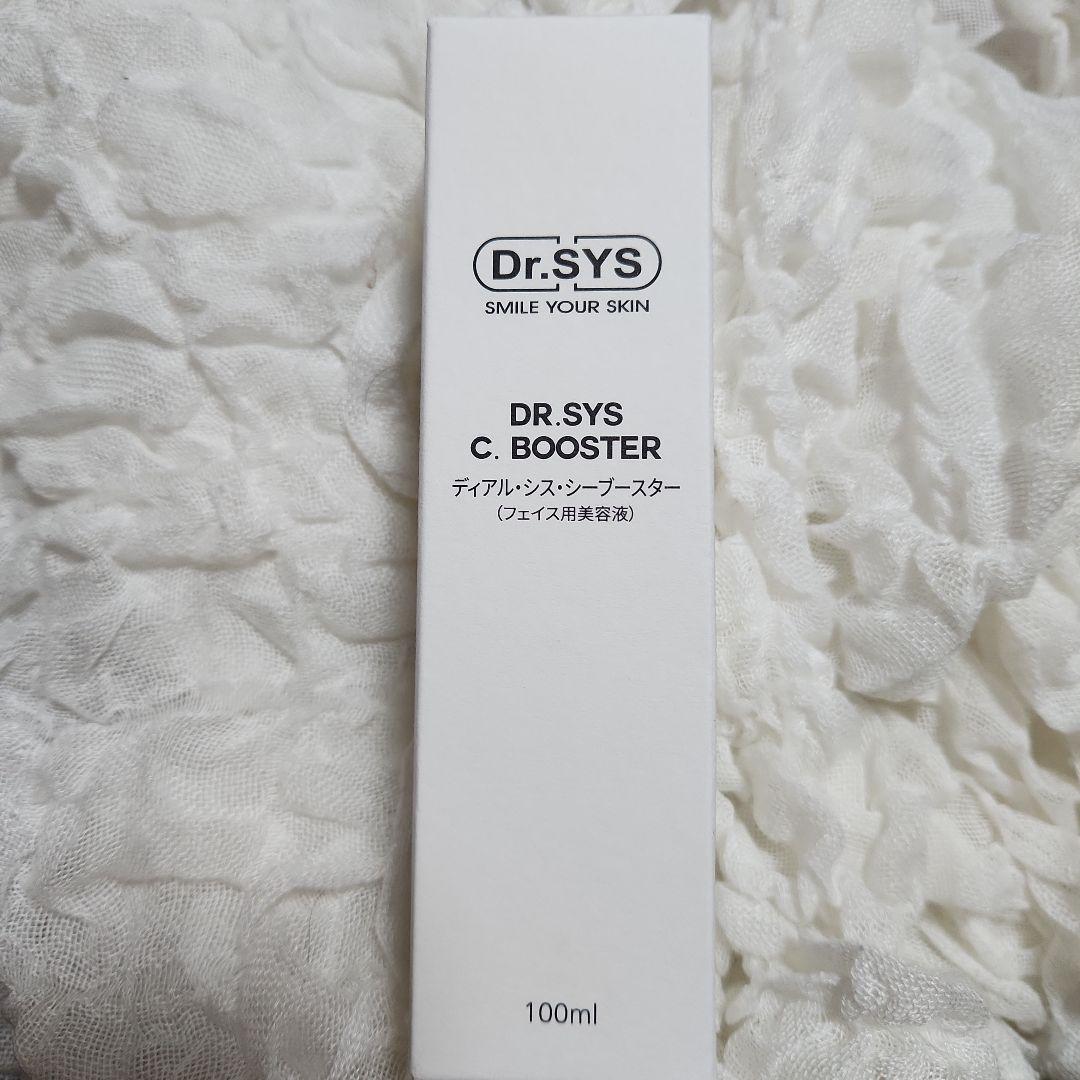 Dr.SYS
SMILE YOUR SKIN
DR.SYS
C. BOOSTER
ディアル・シス・シーブースター
（フェイス用美容液）
100ml